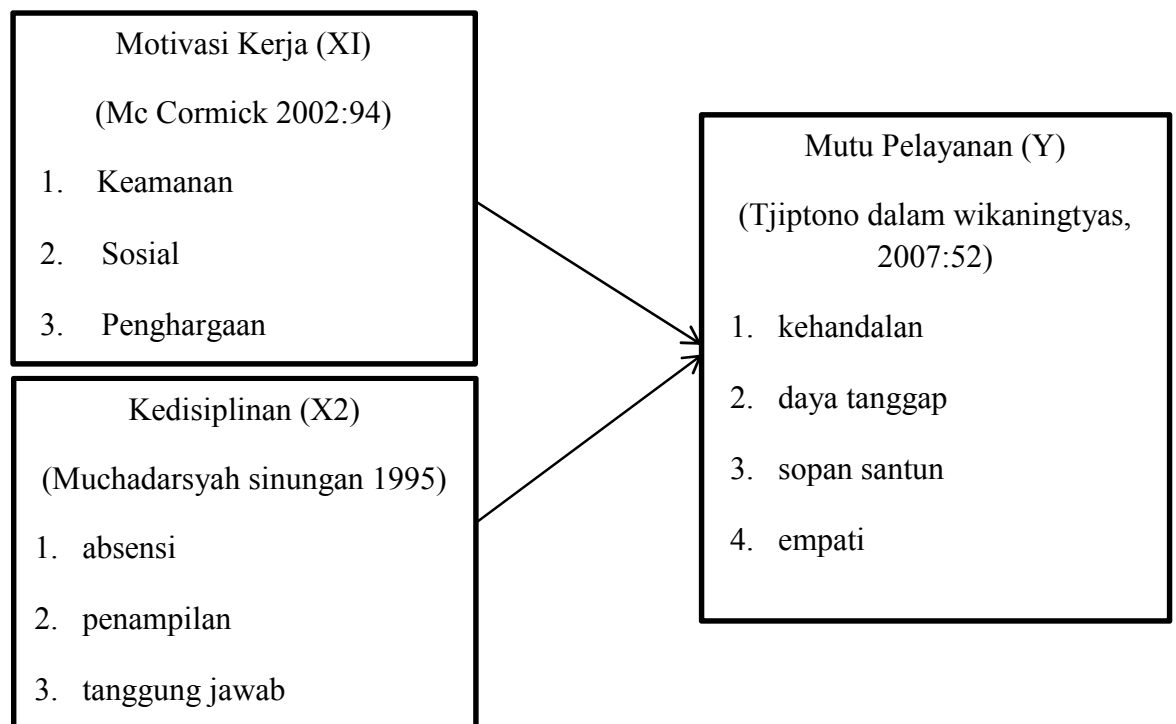 Motivasi Kerja (XI)
(Mc Cormick 2002:94)
1. Keamanan
2. Sosial
3. Penghargaan
Kedisiplinan (X2)
(Muchadarsyah sinungan 1995)
1. absensi
2. penampilan
3. tanggung jawab
Mutu Pelayanan (Y)
(Tjiptono dalam wikaningtyas,
2007:52)
1. kehandalan
2. daya tanggap
3. sopan santun
4. empati